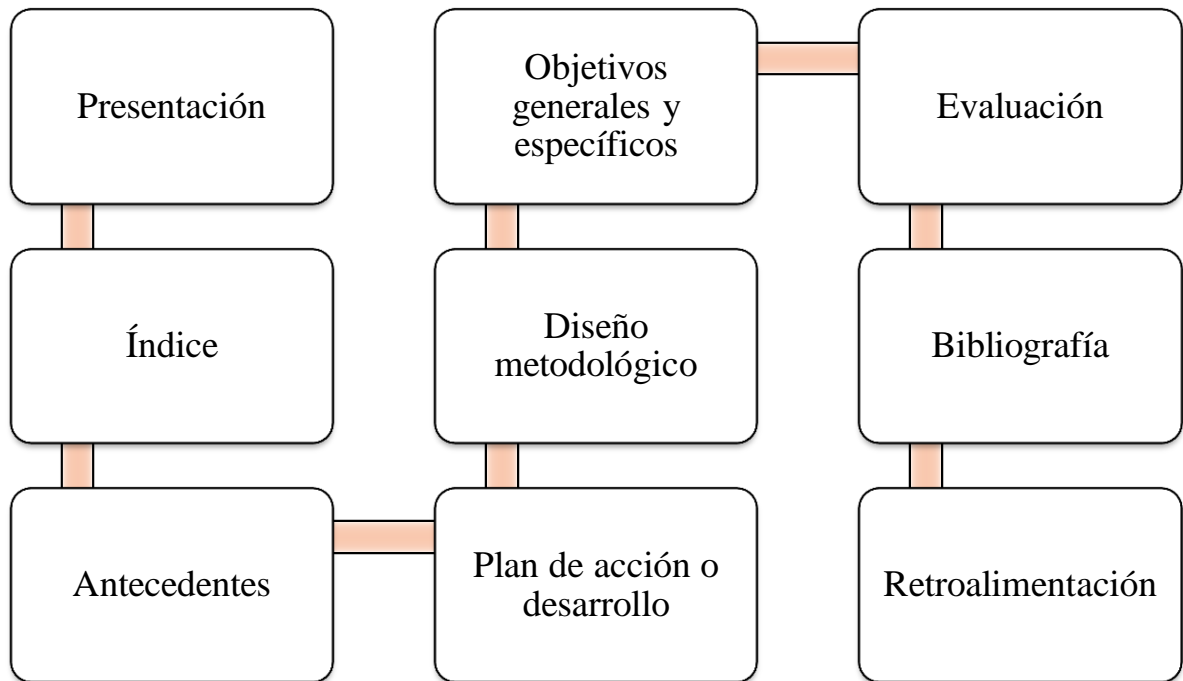 Presentación
Índice
Antecedentes
Plan de acción o
desarrollo
Diseño
metodológico
Objetivos
generales y
específicos
Evaluación
Bibliografía
Retroalimentación